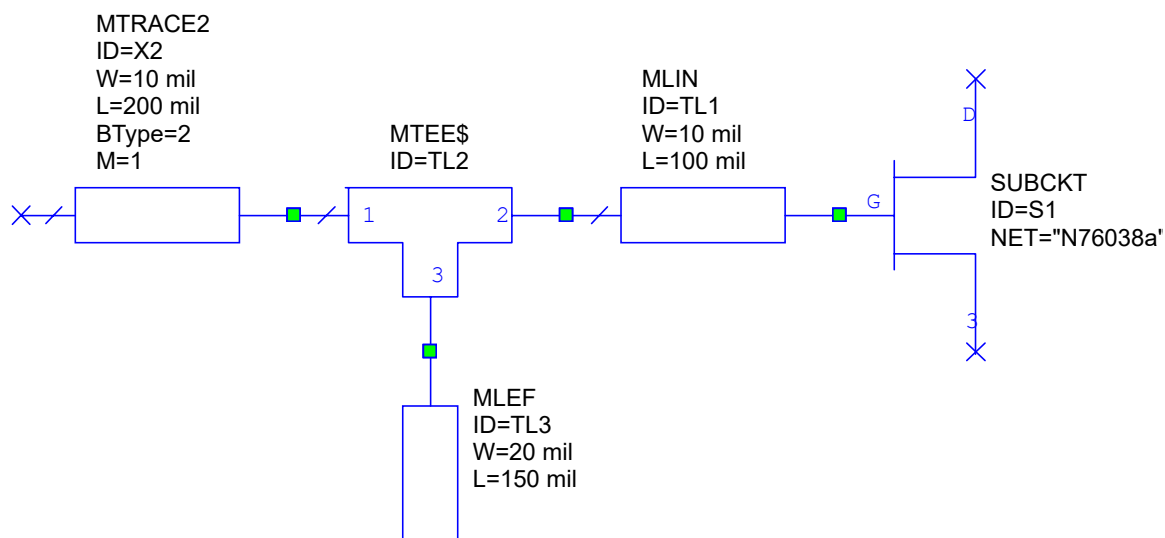 MTRACE2
ID=X2
W=10 mil
L=200 mil
BType=2
M=1
MTEE$
ID=TL2
1
2
3
MLIN
ID=TL1
W=10 mil
L=100 mil
D
G
3
SUBCKT
ID=S1
NET="N76038a"
MLEF
ID=TL3
W=20 mil
L=150 mil